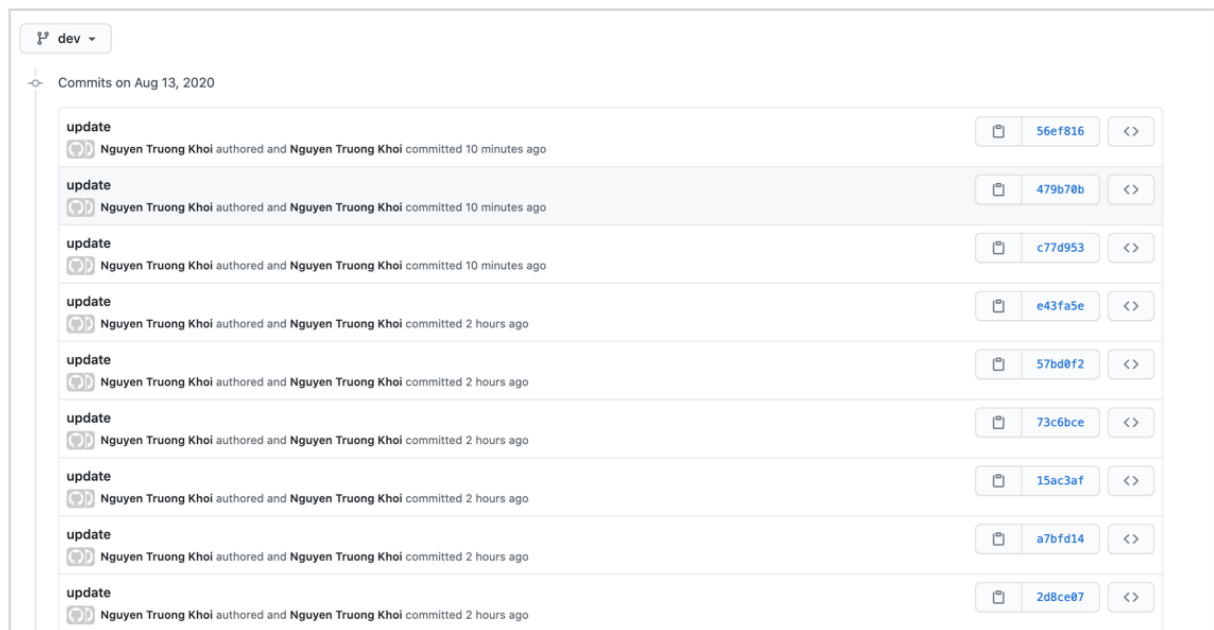 dev
Commits on Aug 13, 2020
update
56ef816
Nguyen Truong Khoi authored and Nguyen Truong Khoi committed 10 minutes ago
update
479b70b
Nguyen Truong Khoi authored and Nguyen Truong Khoi committed 10 minutes ago
update
c77d953
Nguyen Truong Khoi authored and Nguyen Truong Khoi committed 10 minutes ago
update
e43fa5e
Nguyen Truong Khoi authored and Nguyen Truong Khoi committed 2 hours ago
update
57bd0f2
Nguyen Truong Khoi authored and Nguyen Truong Khoi committed 2 hours ago
update
73c6bce
Nguyen Truong Khoi authored and Nguyen Truong Khoi committed 2 hours ago
update
15ac3af
Nguyen Truong Khoi authored and Nguyen Truong Khoi committed 2 hours ago
update
a7bfd14
Nguyen Truong Khoi authored and Nguyen Truong Khoi committed 2 hours ago
update
2d8ce07
Nguyen Truong Khoi authored and Nguyen Truong Khoi committed 2 hours ago